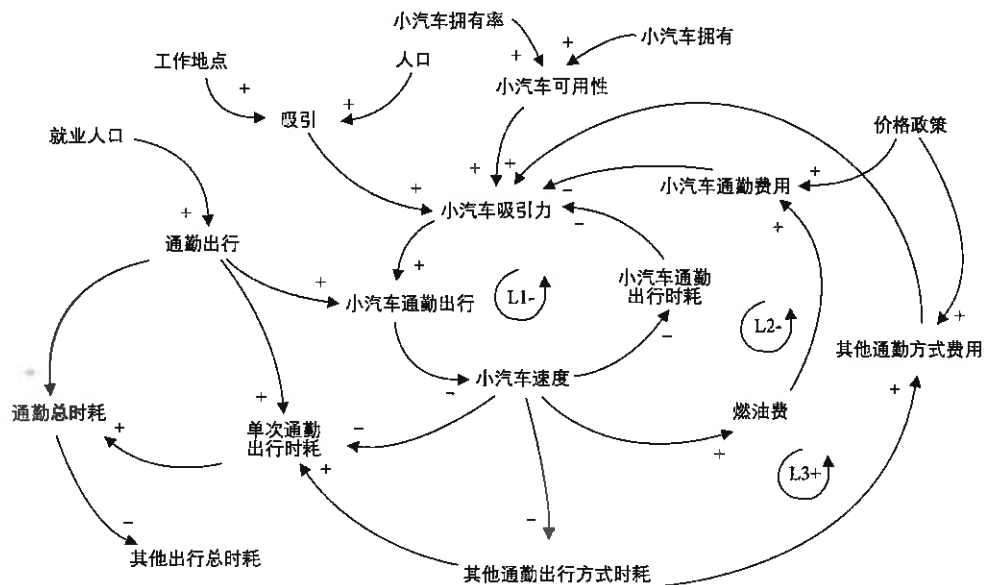 小汽车拥有率
小汽车拥有
工作地点
人口
+
+
+
+
小汽车可用性
吸引
价格政策
就业人口
+
+
+
+
-
小汽车通勤费用
+
小汽车吸引力
-
+
通勤出行
+
+
小汽车通勤
出行时耗
+
小汽车通勤出行
L1-
L2-
+
其他通勤方式费用
-
小汽车速度
-
+
通勤总时耗
+
燃油费
+
单次通勤
出行时耗
-
+
+
L3+
-
-
其他出行总时耗
其他通勤出行方式时耗